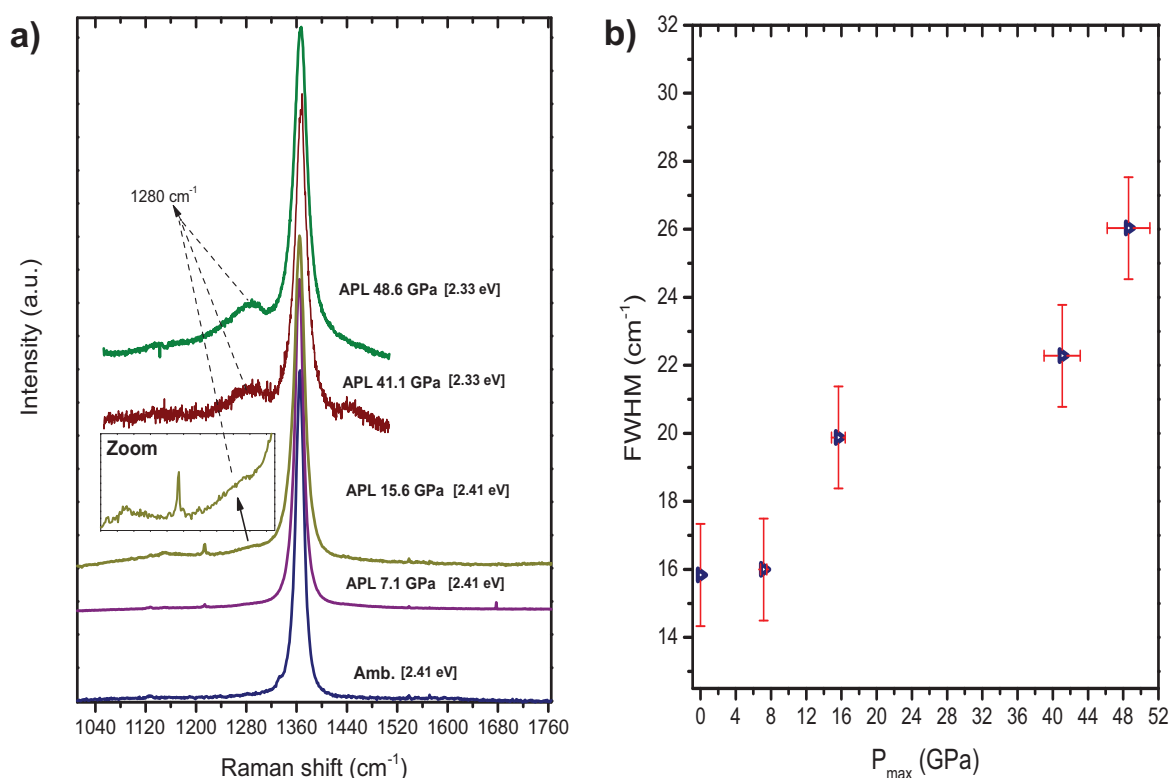 a)
1280 cm⁻¹
APL 48.6 GPa [2.33 eV]
APL 41.1 GPa [2.33 eV]
Zoom
APL 15.6 GPa [2.41 eV]
APL 7.1 GPa [2.41 eV]
Amb. [2.41 eV]
Intensity (a.u.)
1040 1120 1200 1280 1360 1440 1520 1600 1680 1760
Raman shift (cm⁻¹)
b)
32
30
28
26
24
22
20
18
16
14
FWHM (cm⁻¹)
0 4 8 12 16 20 24 28 32 36 40 44 48 52
P_max (GPa)